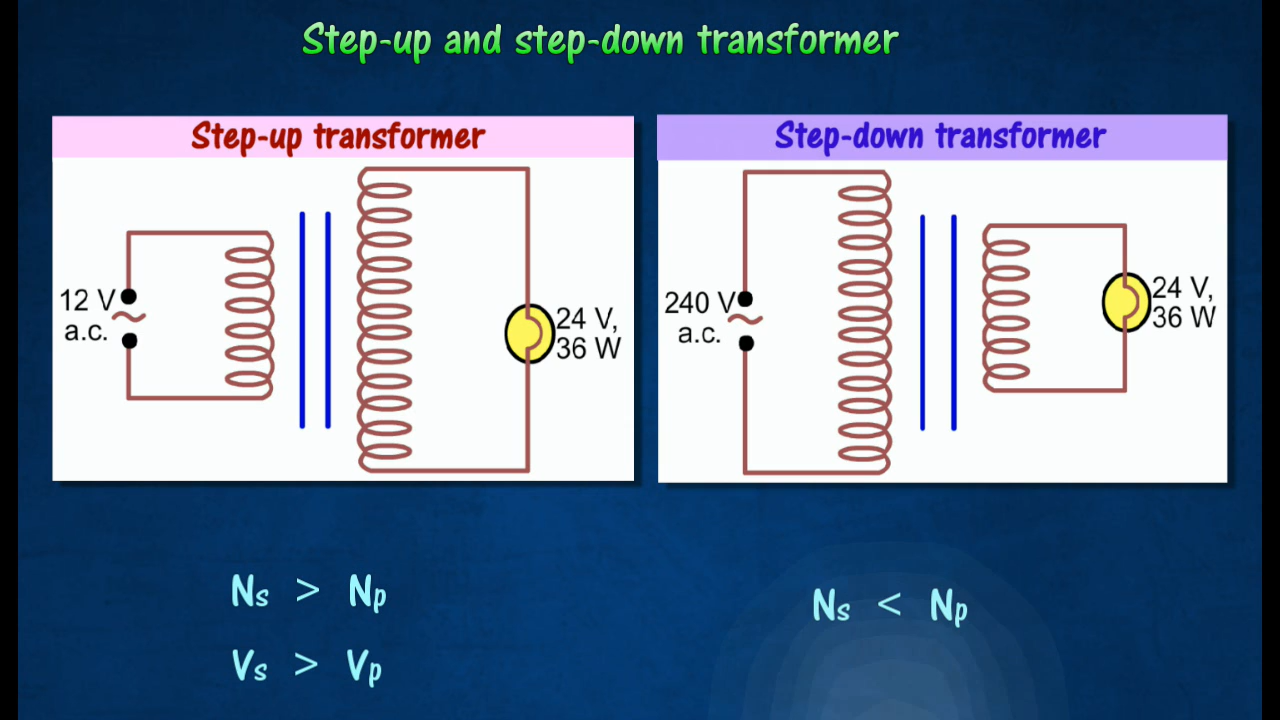 Step-up and step-down transformer
Step-up transformer
12 V
a.c.
24 V,
36 W
Step-down transformer
240 V
a.c.
24 V,
36 W
Ns > Np
Vs > Vp
Ns < Np